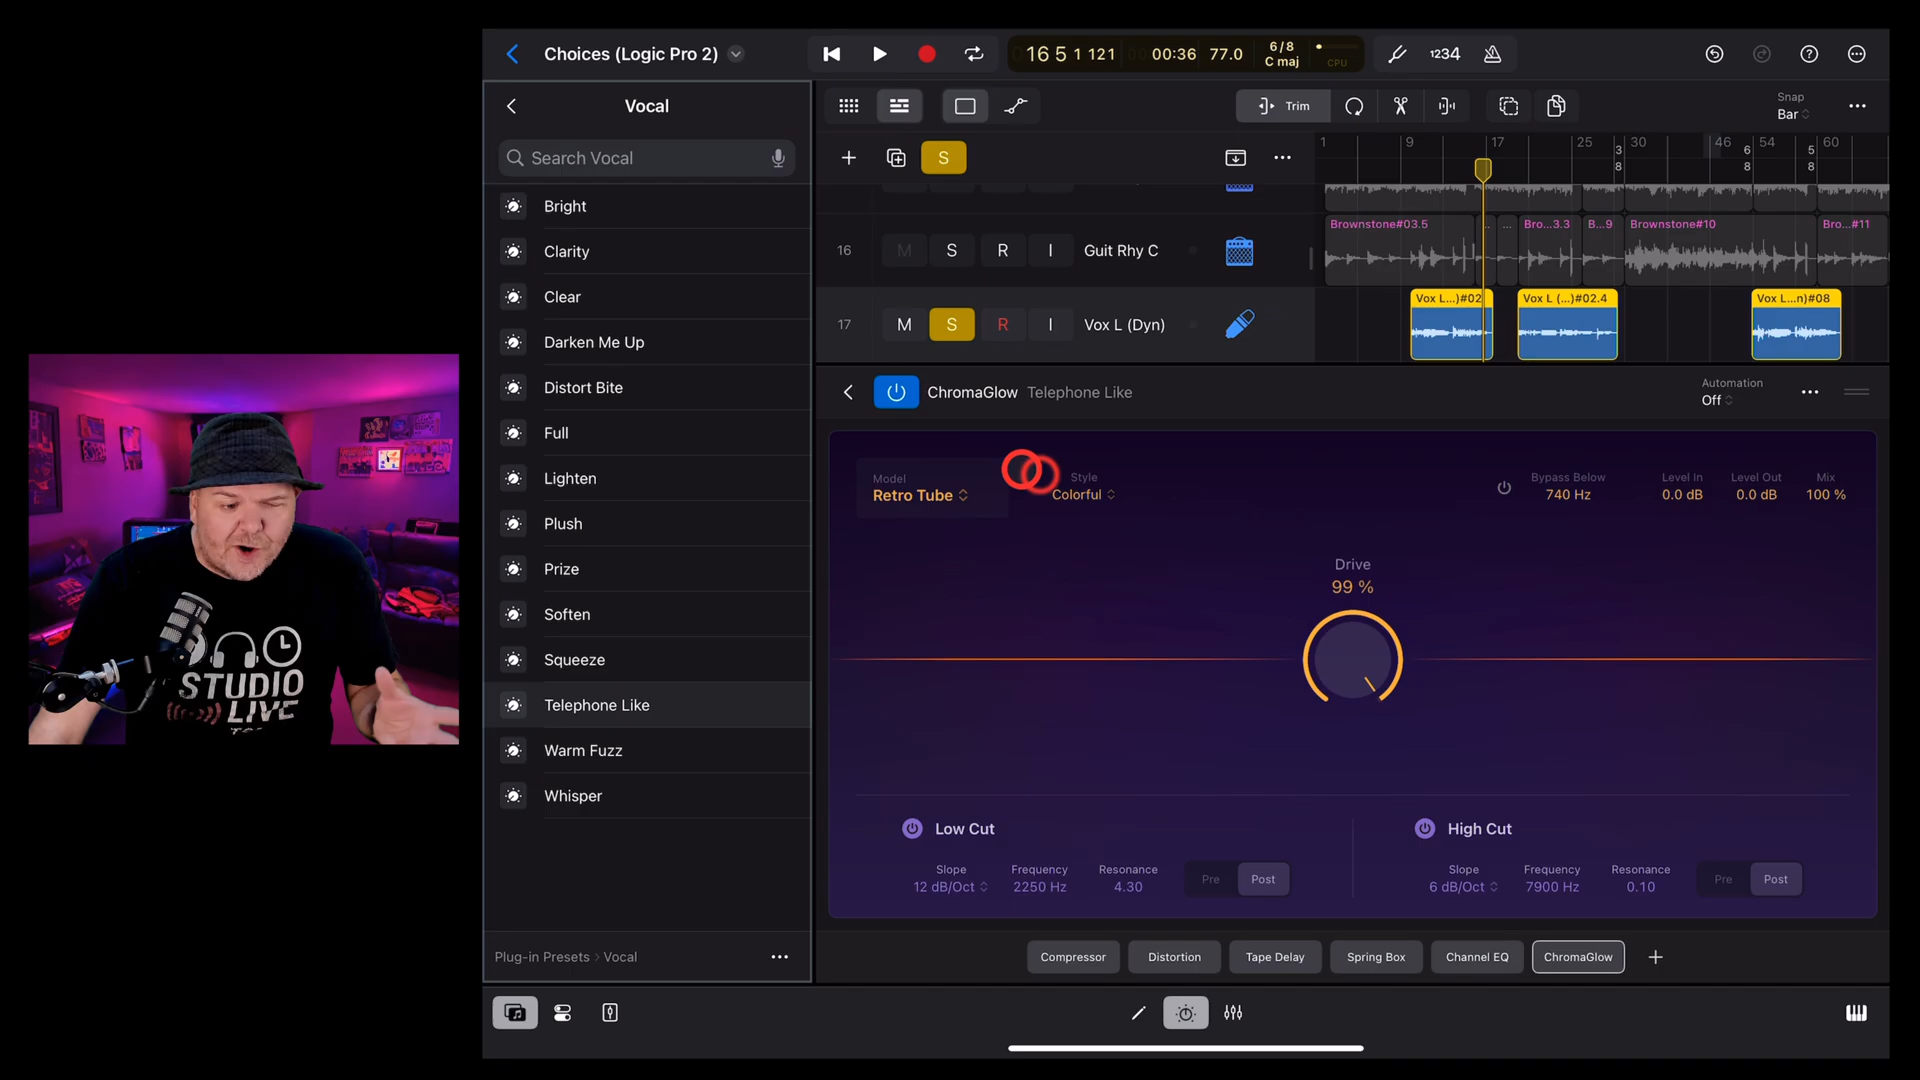 Choices (Logic Pro 2)
16 5 1 121
00:36
77.0
6/8
C maj
CPU
1234
Vocal
Search Vocal
Bright
Clarity
Clear
Darken Me Up
Distort Bite
Full
Lighten
Plush
Prize
Soften
Squeeze
Telephone Like
Warm Fuzz
Whisper
Plug-in Presets › Vocal
Trim
Snap
Bar
S
1 9 17 25 3/8 30 46 6/8 54 5/8 60
Brownstone#03.5 .. ... Bro...3.3 B...9 Brownstone#10 Bro...#11
16 M S R I Guit Rhy C
Vox L...)#02 Vox L (...)#02.4 Vox L...n)#08
17 M S R I Vox L (Dyn)
ChromaGlow Telephone Like
Automation
Off
Model
Retro Tube
Style
Colorful
Bypass Below
740 Hz
Level In
0.0 dB
Level Out
0.0 dB
Mix
100 %
Drive
99 %
Low Cut
Slope
12 dB/Oct
Frequency
2250 Hz
Resonance
4.30
Pre Post
High Cut
Slope
6 dB/Oct
Frequency
7900 Hz
Resonance
0.10
Pre Post
Compressor Distortion Tape Delay Spring Box Channel EQ ChromaGlow
STUDIO
LIVE